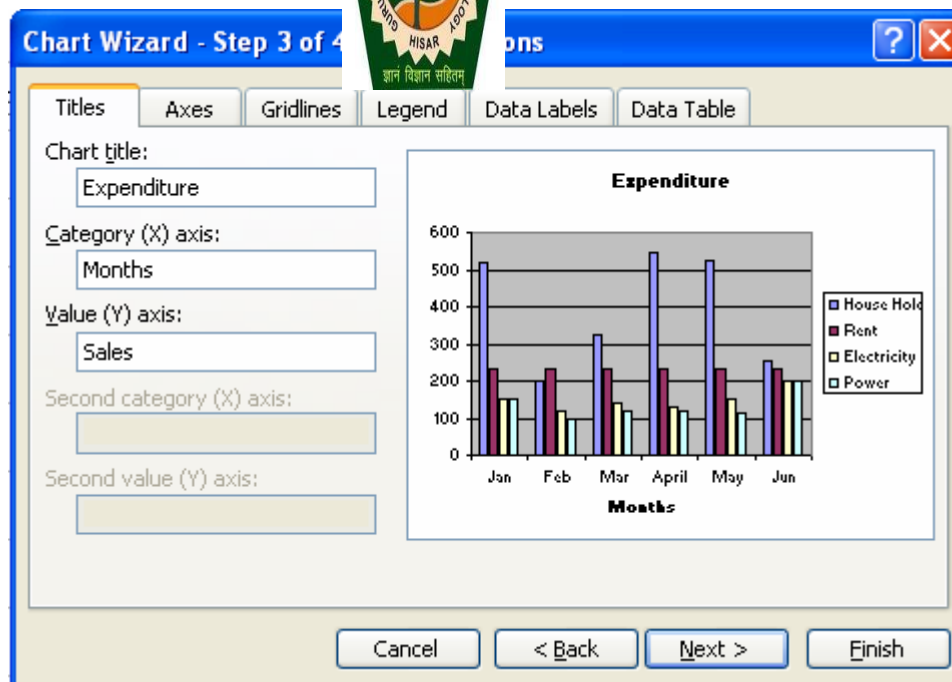 GURU
OLOGY
HISAR
ज्ञानं विज्ञान सहितम्
Chart Wizard - Step 3 of 4
ons
Titles Axes Gridlines Legend Data Labels Data Table
Chart title:
Expenditure
Category (X) axis:
Months
Value (Y) axis:
Sales
Second category (X) axis:
Second value (Y) axis:
Expenditure
600
500
400
300
200
100
0
Jan Feb Mar April May Jun
Months
House Hold
Rent
Electricity
Power
Cancel < Back Next > Finish